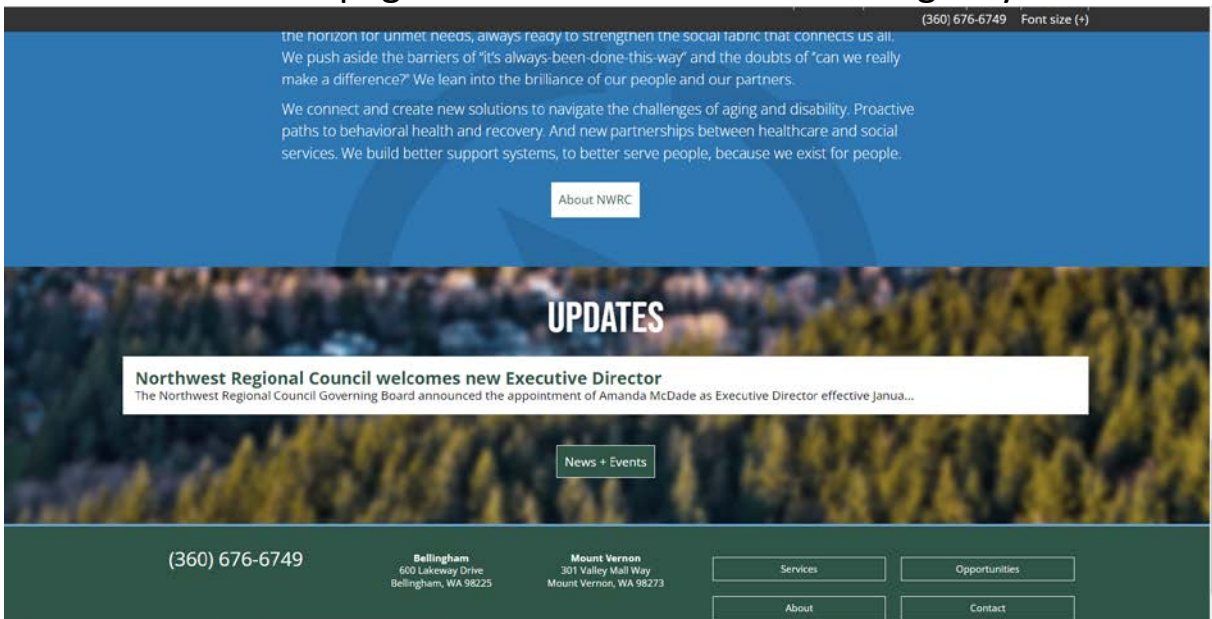 (360) 676-6749 Font size (+)
the horizon for unmet needs, always ready to strengthen the social fabric that connects us all.
We push aside the barriers of "it's always-been-done-this-way" and the doubts of "can we really
make a difference?" We lean into the brilliance of our people and our partners.
We connect and create new solutions to navigate the challenges of aging and disability. Proactive
paths to behavioral health and recovery. And new partnerships between healthcare and social
services. We build better support systems, to better serve people, because we exist for people.
About NWRC
UPDATES
Northwest Regional Council welcomes new Executive Director
The Northwest Regional Council Governing Board announced the appointment of Amanda McDade as Executive Director effective Janua...
News + Events
(360) 676-6749
Bellingham
600 Lakeway Drive
Bellingham, WA 98225
Mount Vernon
301 Valley Mall Way
Mount Vernon, WA 98273
Services
Opportunities
About
Contact